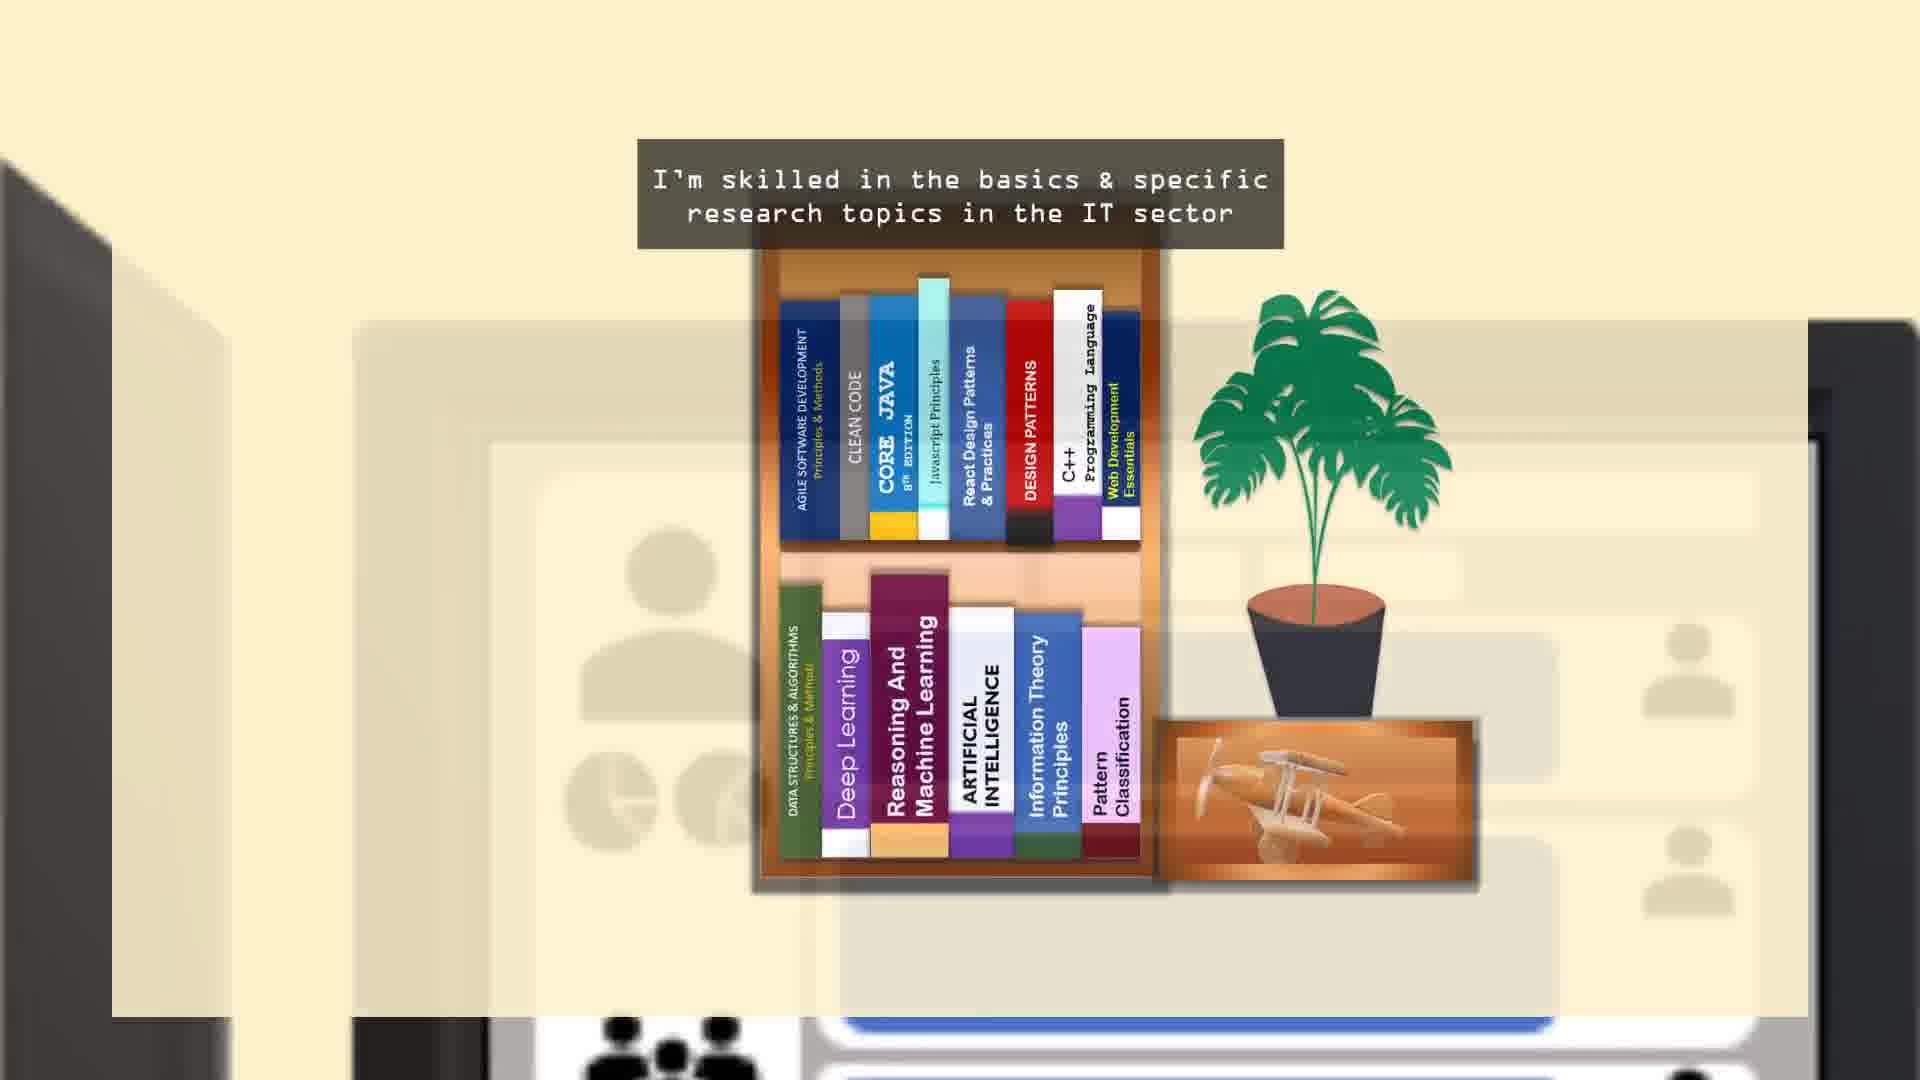 I'm skilled in the basics & specific
research topics in the IT sector
AGILE SOFTWARE DEVELOPMENT
Principles & Methods
CLEAN CODE
CORE JAVA
8TH EDITION
Javascript Principles
React Design Patterns
& Practices
DESIGN PATTERNS
C++
Programming Language
Web Development
Essentials
DATA STRUCTURES & ALGORITHMS
Principles & Methods
Deep Learning
Reasoning And
Machine Learning
ARTIFICIAL
INTELLIGENCE
Information Theory
Principles
Pattern
Classification